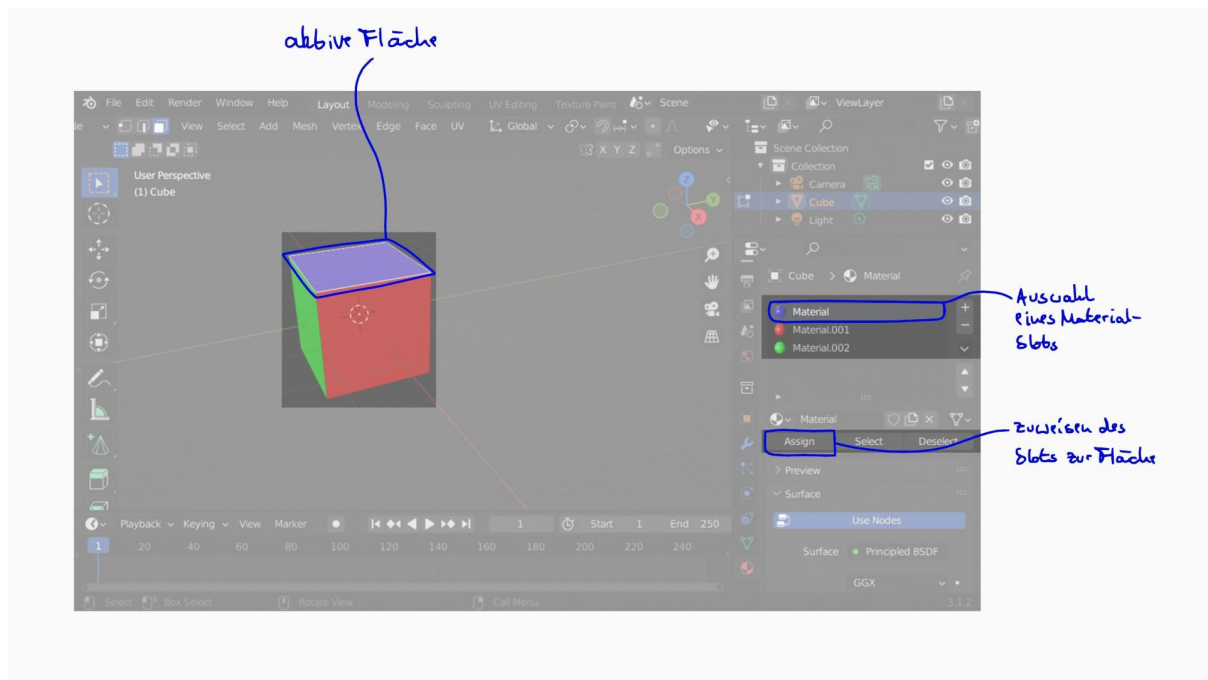 aktive Fläche
File Edit Render Window Help Layout Modeling Sculpting UV Editing Texture Paint Scene ViewLayer
View Select Add Mesh Vertex Edge Face UV Global
X Y Z Options
User Perspective
(1) Cube
Z
Y
X
Scene Collection
Collection
Camera
Cube
Light
Cube > Material
Material
Material.001
Material.002
Auswahl
eines Material-
Slots
Material
Assign Select Deselect
zuweisen des
Slots zur Fläche
Preview
Surface
Use Nodes
Surface Principled BSDF
GGX
Playback Keying View Marker 1 Start 1 End 250
1 20 40 60 80 100 120 140 160 180 200 220 240
Select Box Select Rotate View Call Menu 3.1.2